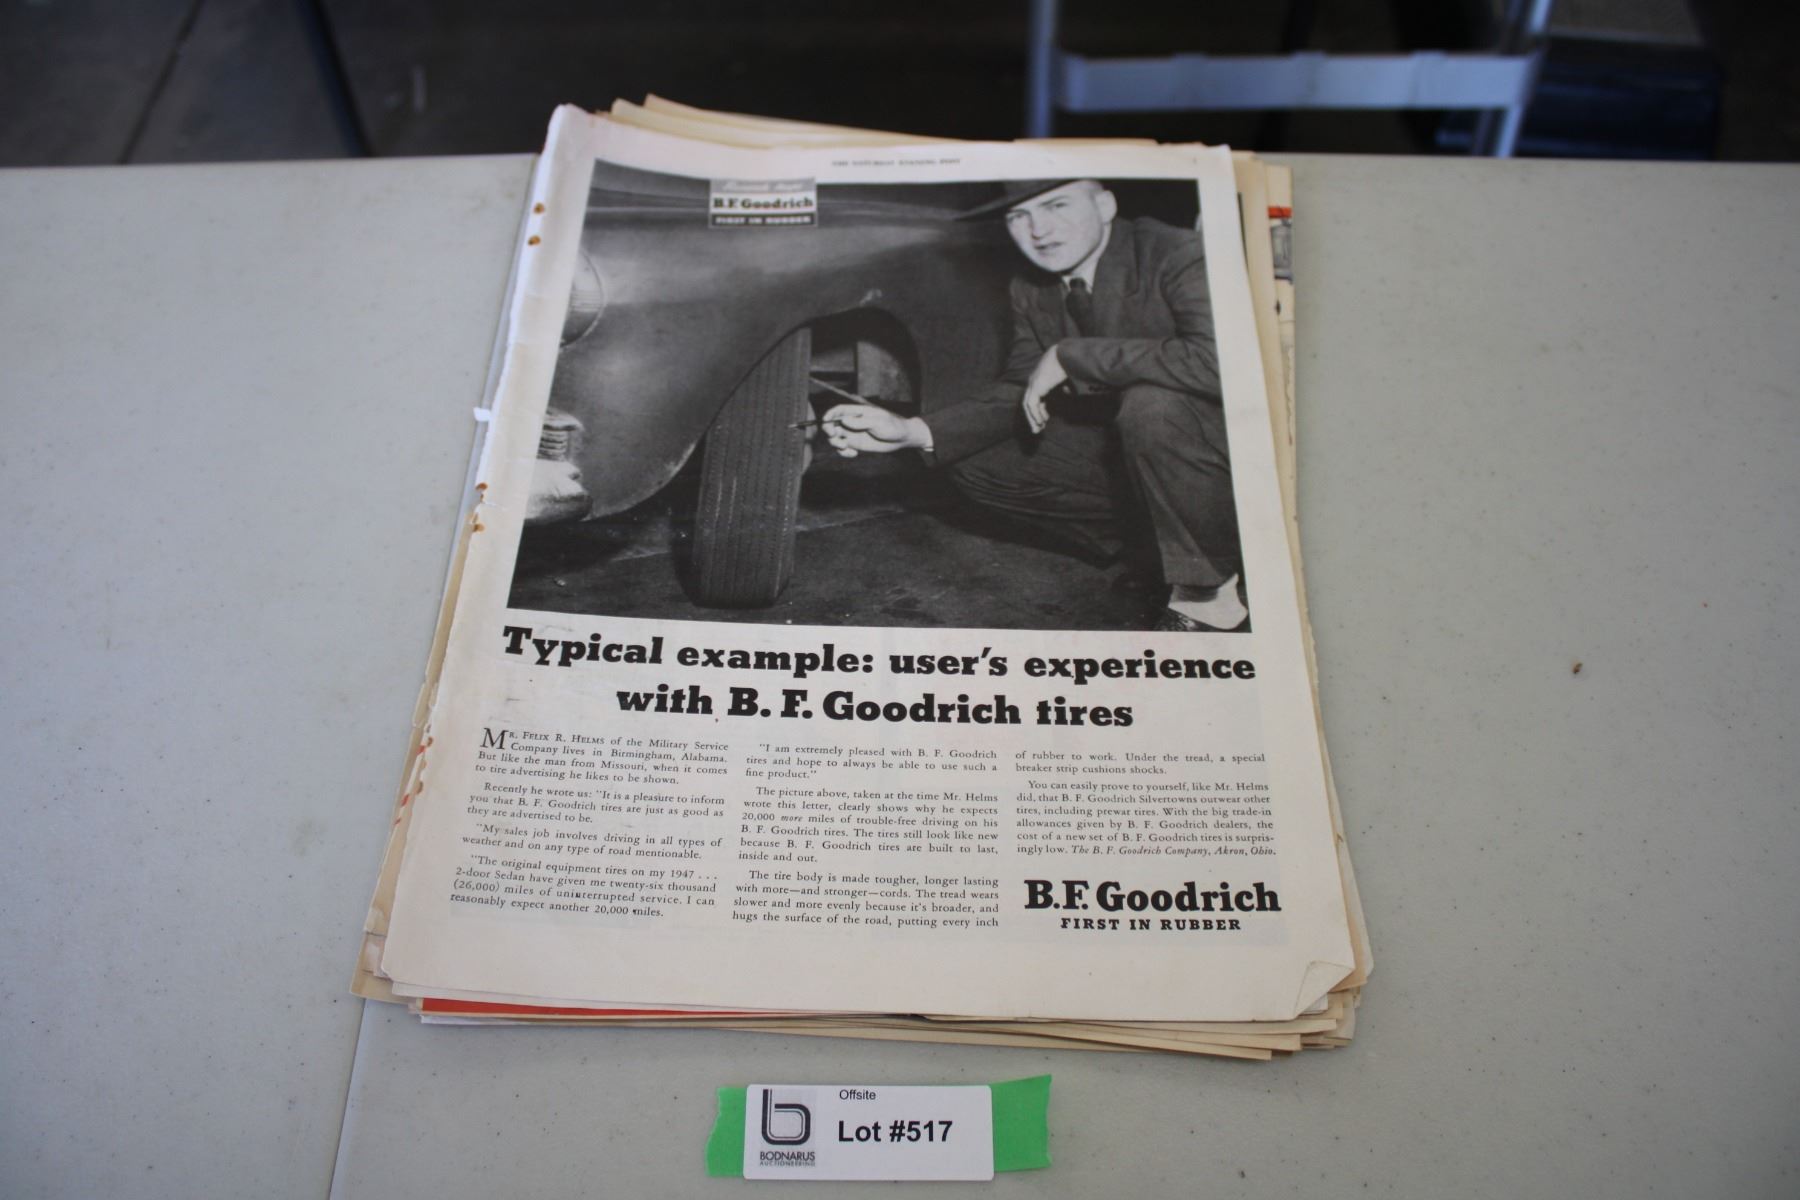 THE SATURDAY EVENING POST
B.F. Goodrich
FIRST IN RUBBER
Typical example: user's experience
with B. F. Goodrich tires
MR. FELIX R. HELMS of the Military Service
Company lives in Birmingham, Alabama.
But like the man from Missouri, when it comes
to tire advertising he likes to be shown.
Recently he wrote us: "It is a pleasure to inform
you that B. F. Goodrich tires are just as good as
they are advertised to be.
"My sales job involves driving in all types of
weather and on any type of road mentionable.
"The original equipment tires on my 1947 . . .
2-door Sedan have given me twenty-six thousand
(26,000) miles of uninterrupted service. I can
reasonably expect another 20,000 miles.
"I am extremely pleased with B. F. Goodrich
tires and hope to always be able to use such a
fine product."
The picture above, taken at the time Mr. Helms
wrote this letter, clearly shows why he expects
20,000 more miles of trouble-free driving on his
B. F. Goodrich tires. The tires still look like new
because B. F. Goodrich tires are built to last,
inside and out.
The tire body is made tougher, longer lasting
with more—and stronger—cords. The tread wears
slower and more evenly because it's broader, and
hugs the surface of the road, putting every inch
of rubber to work. Under the tread, a special
breaker strip cushions shocks.
You can easily prove to yourself, like Mr. Helms
did, that B. F. Goodrich Silvertowns outwear other
tires, including prewar tires. With the big trade-in
allowances given by B. F. Goodrich dealers, the
cost of a new set of B. F. Goodrich tires is surpris-
ingly low. The B. F. Goodrich Company, Akron, Ohio.
B.F. Goodrich
FIRST IN RUBBER
Offsite
Lot #517
b
BODNARUS
AUCTIONEERING